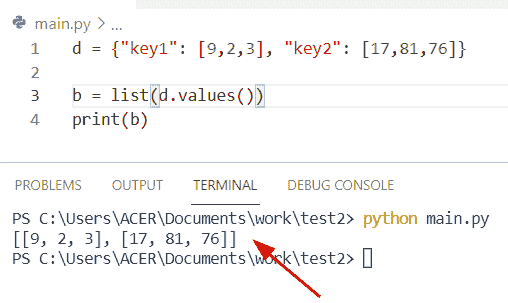 main.py > ...
1 d = {"key1": [9,2,3], "key2": [17,81,76]}
2
3 b = list(d.values())
4 print(b)
PROBLEMS OUTPUT TERMINAL DEBUG CONSOLE
PS C:\Users\ACER\Documents\work\test2> python main.py
[[9, 2, 3], [17, 81, 76]]
PS C:\Users\ACER\Documents\work\test2>